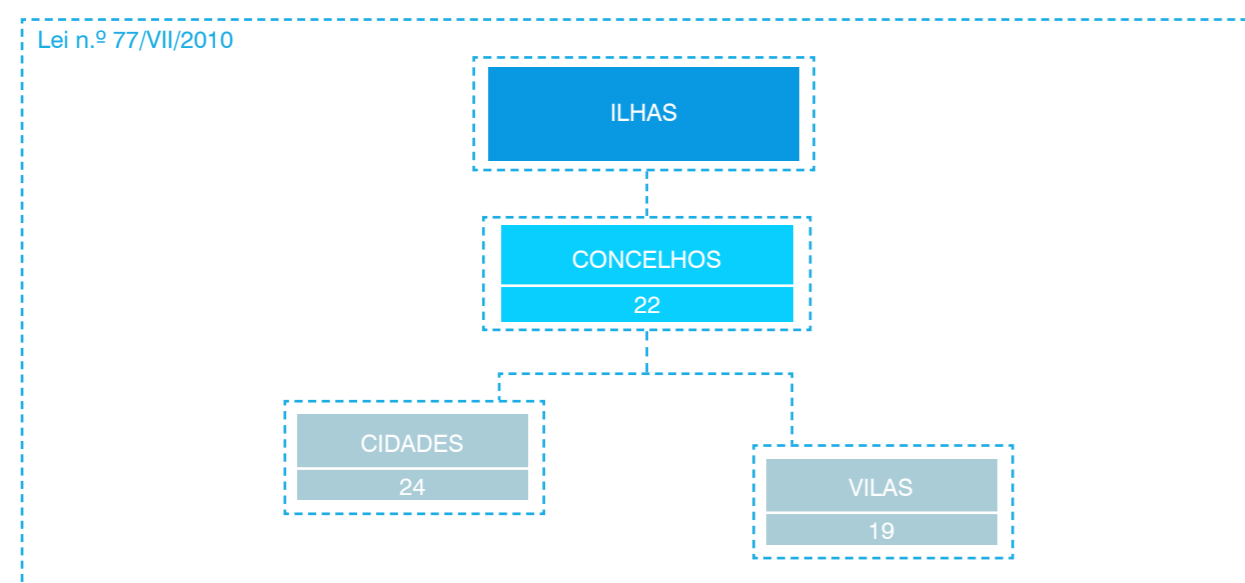 Lei n.º 77/VII/2010
ILHAS
CONCELHOS
22
CIDADES
24
VILAS
19